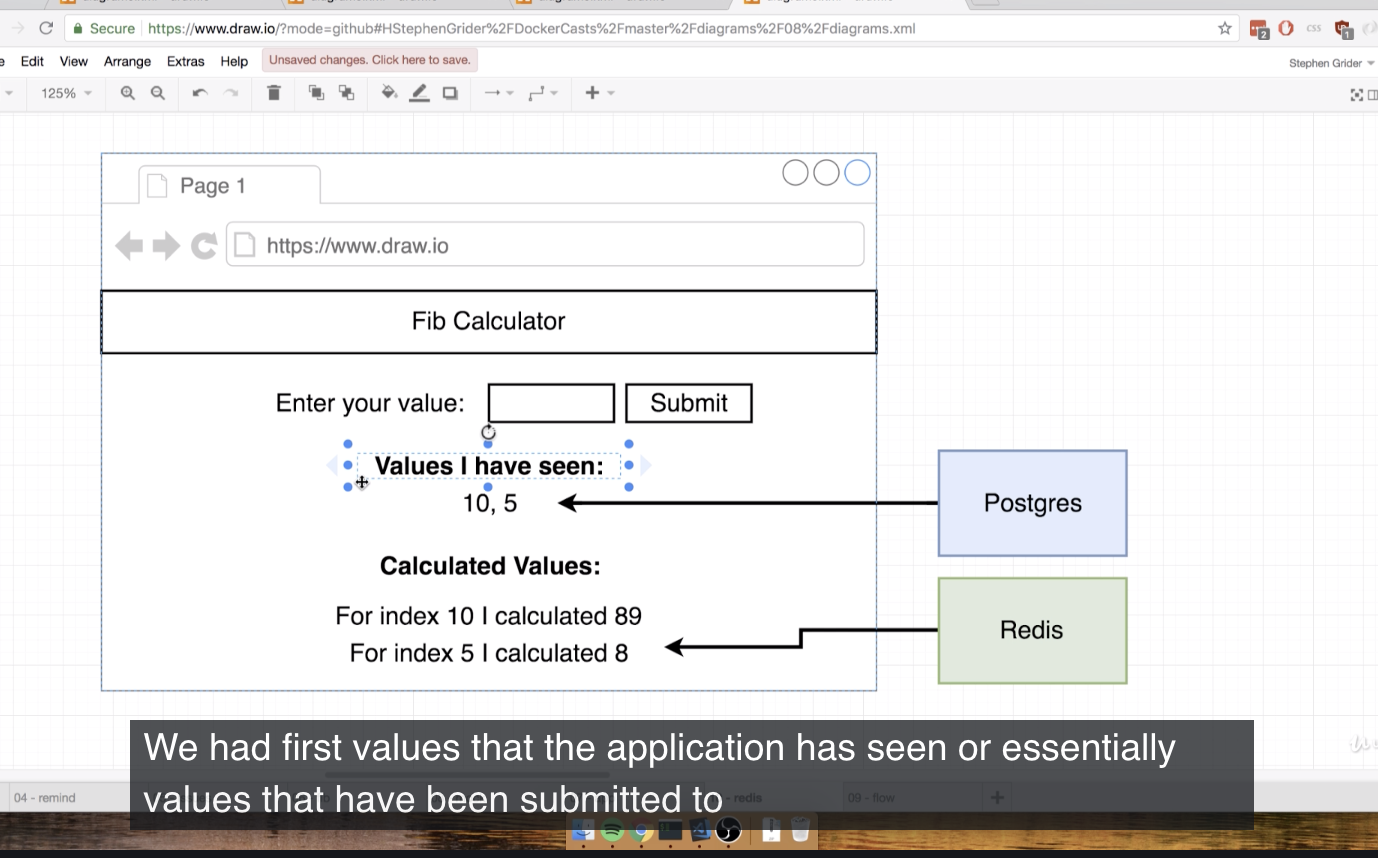 Secure https://www.draw.io/?mode=github#HStephenGrider%2FDockerCasts%2Fmaster%2Fdiagrams%2F08%2Fdiagrams.xml
2 CSS 1
Edit View Arrange Extras Help Unsaved changes. Click here to save. Stephen Grider
125%
Page 1
https://www.draw.io
Fib Calculator
Enter your value: Submit
Values I have seen:
10, 5
Postgres
Calculated Values:
For index 10 I calculated 89
Redis
For index 5 I calculated 8
We had first values that the application has seen or essentially
values that have been submitted to
04 - remind - redis 09 - flow